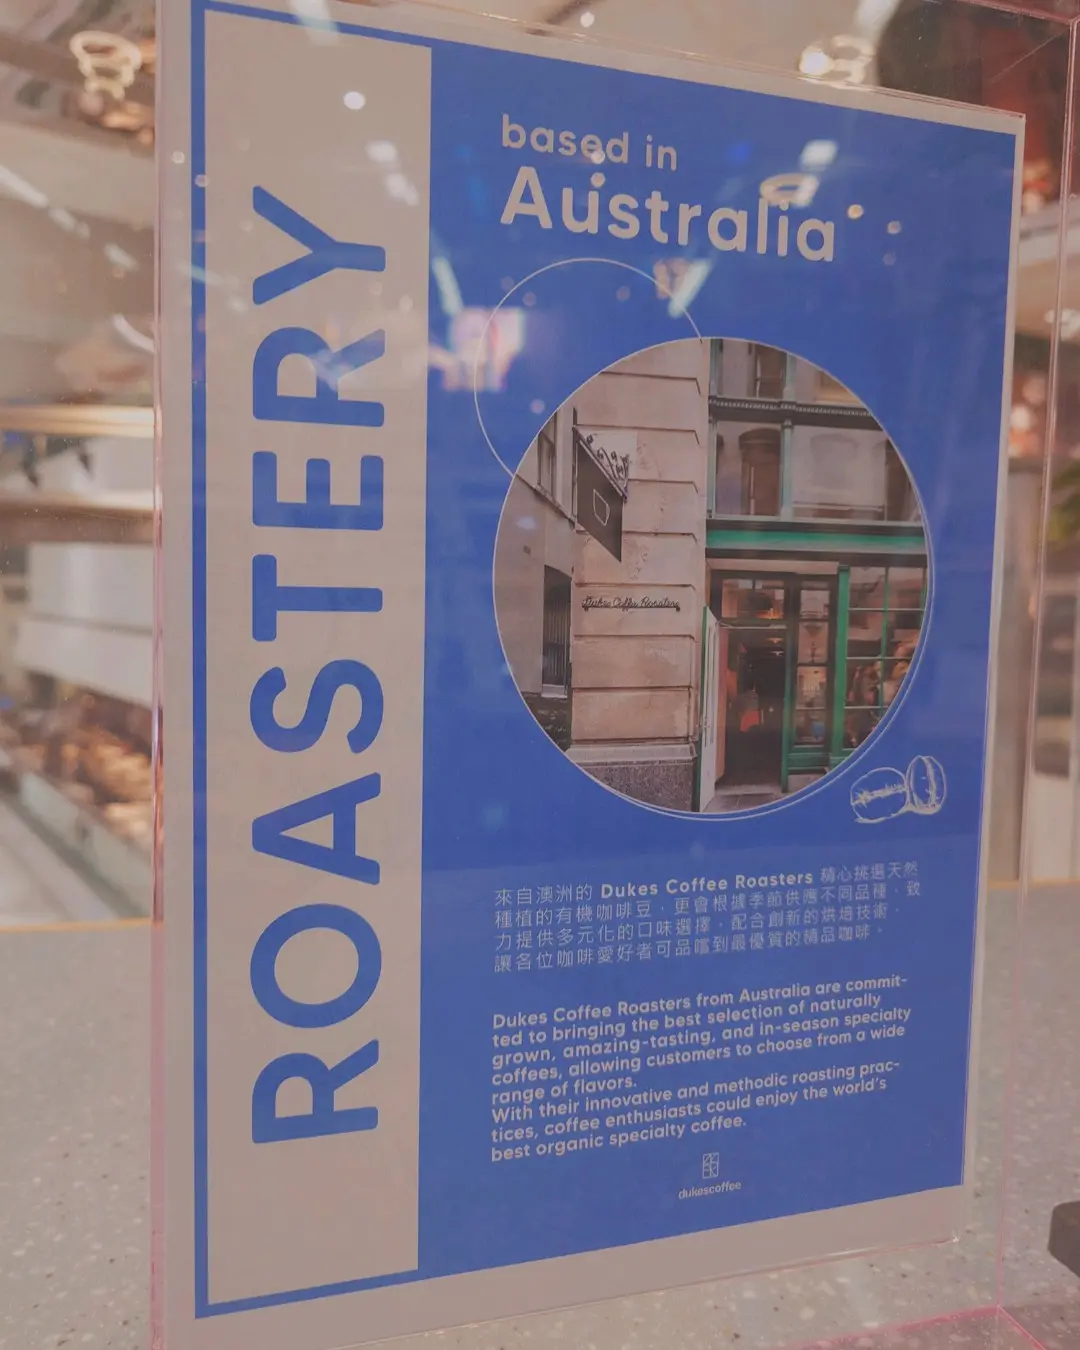 ROASTERY
based in
Australia
Dukes Coffee Roasters
來自澳洲的 Dukes Coffee Roasters 精心挑選天然
種植的有機咖啡豆，更會根據季節供應不同品種，致
力提供多元化的口味選擇，配合創新的烘焙技術，
讓各位咖啡愛好者可品嚐到最優質的精品咖啡。
Dukes Coffee Roasters from Australia are commit-
ted to bringing the best selection of naturally
grown, amazing-tasting, and in-season specialty
coffees, allowing customers to choose from a wide
range of flavors.
With their innovative and methodic roasting prac-
tices, coffee enthusiasts could enjoy the world's
best organic specialty coffee.
dukescoffee